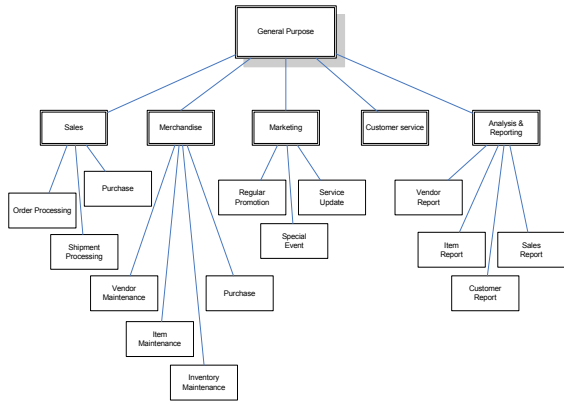 General Purpose
Sales
Merchandise
Marketing
Customer service
Analysis &
Reporting
Order Processing
Shipment
Processing
Purchase
Vendor
Maintenance
Item
Maintenance
Inventory
Maintenance
Purchase
Regular
Promotion
Special
Event
Service
Update
Vendor
Report
Item
Report
Customer
Report
Sales
Report